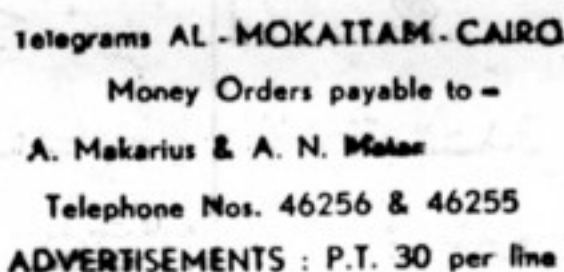 Telegrams AL - MOKATTAM - CAIRO
Money Orders payable to -
A. Makarius & A. N.
Telephone Nos. 46256 & 46255
ADVERTISEMENTS : P.T. 30 per line